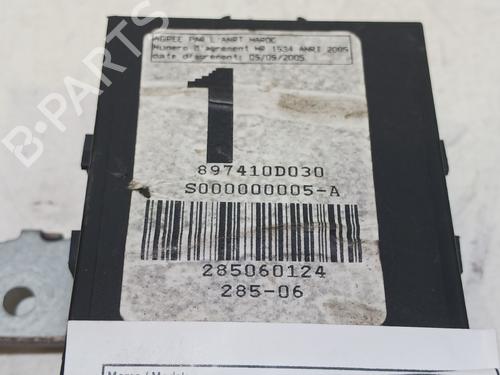 AGREE PAR L'ANRT MAROC
Numero d'agrement MR 1534 ANRT 2005
date d'agrement: 05/09/2005
1
897410D030
S000000005-A
285060124
285-06
B-PARTS